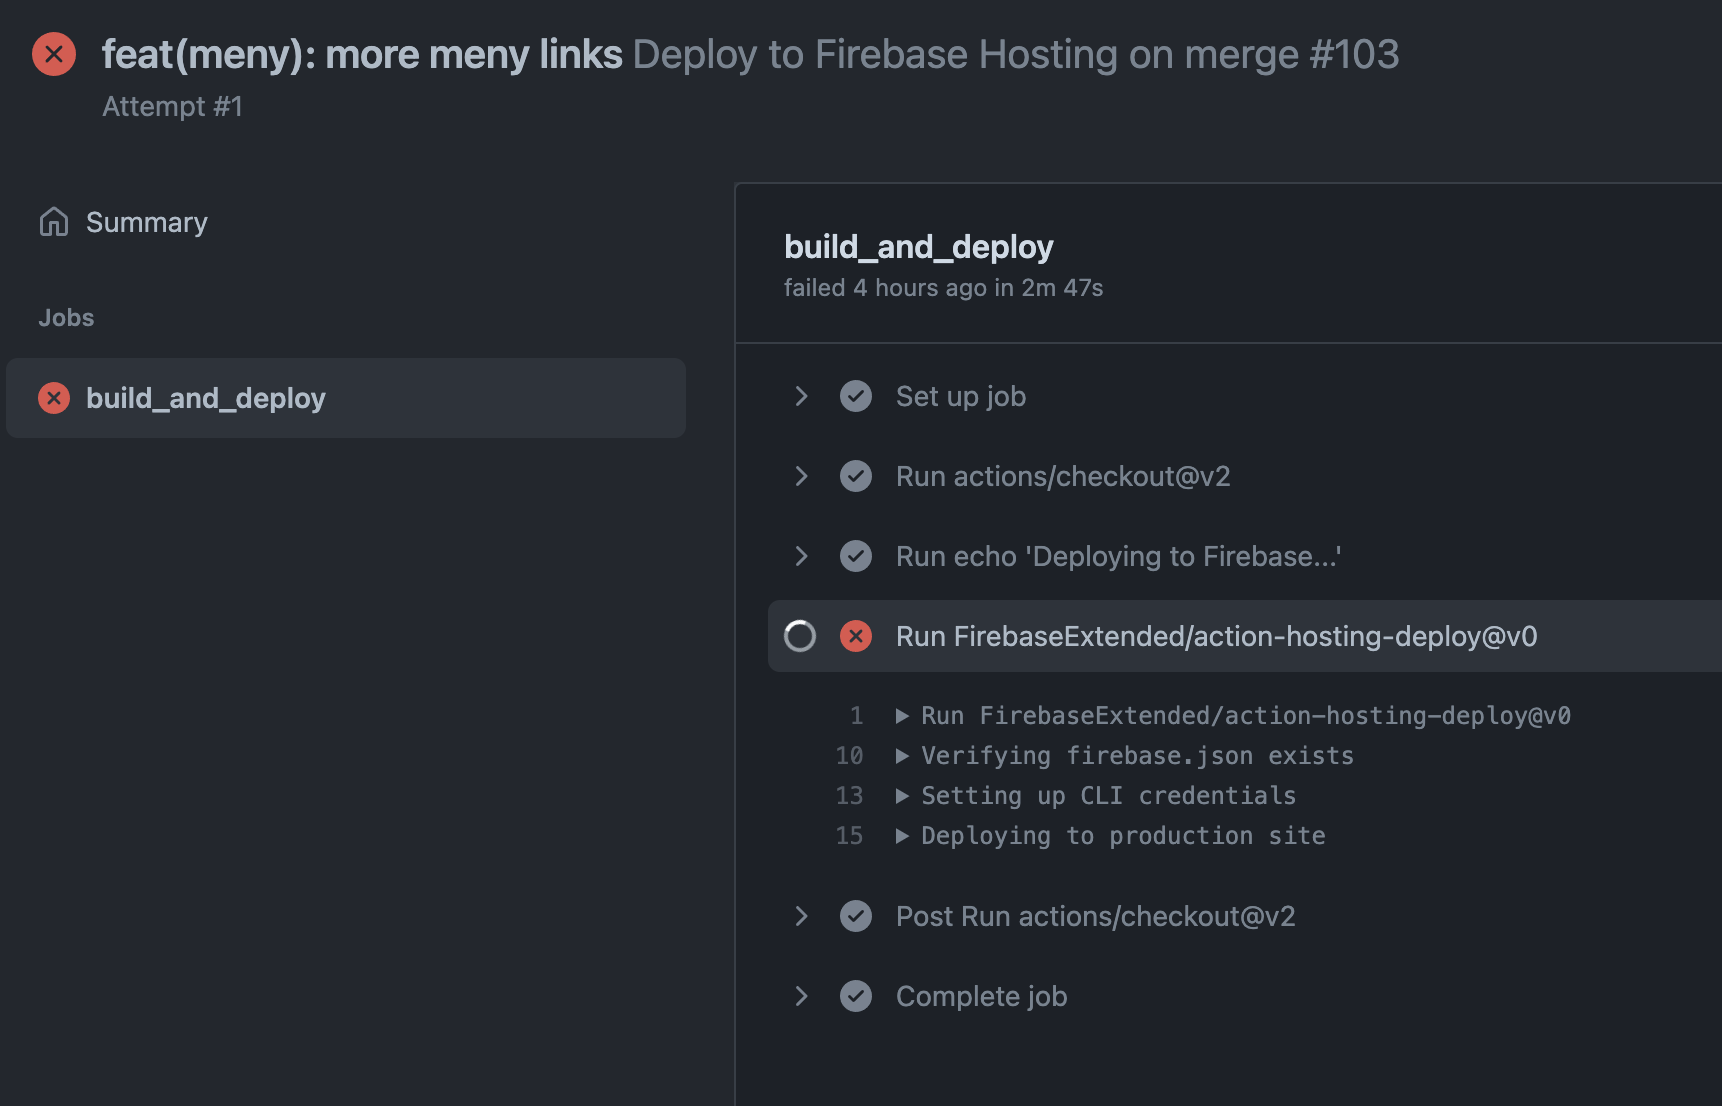 feat(meny): more meny links Deploy to Firebase Hosting on merge #103
Attempt #1
Summary
Jobs
build_and_deploy
build_and_deploy
failed 4 hours ago in 2m 47s
Set up job
Run actions/checkout@v2
Run echo 'Deploying to Firebase...'
Run FirebaseExtended/action-hosting-deploy@v0
1 ▶ Run FirebaseExtended/action-hosting-deploy@v0
10 ▶ Verifying firebase.json exists
13 ▶ Setting up CLI credentials
15 ▶ Deploying to production site
Post Run actions/checkout@v2
Complete job